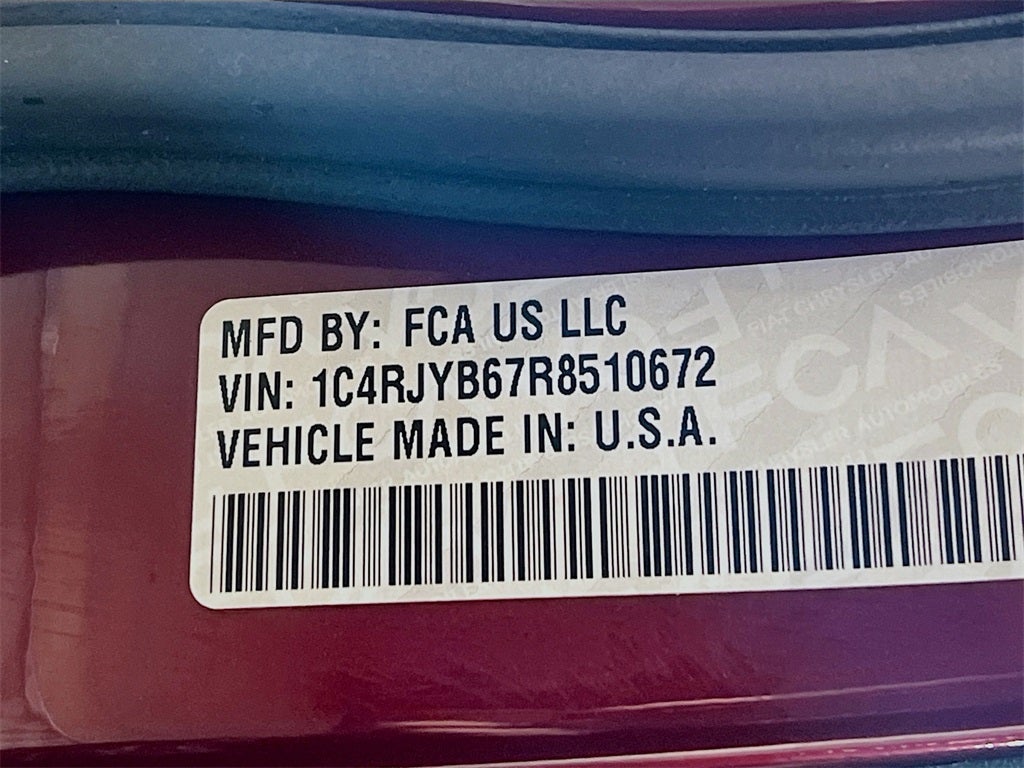 MFD BY: FCA US LLC
VIN: 1C4RJYB67R8510672
VEHICLE MADE IN: U.S.A.